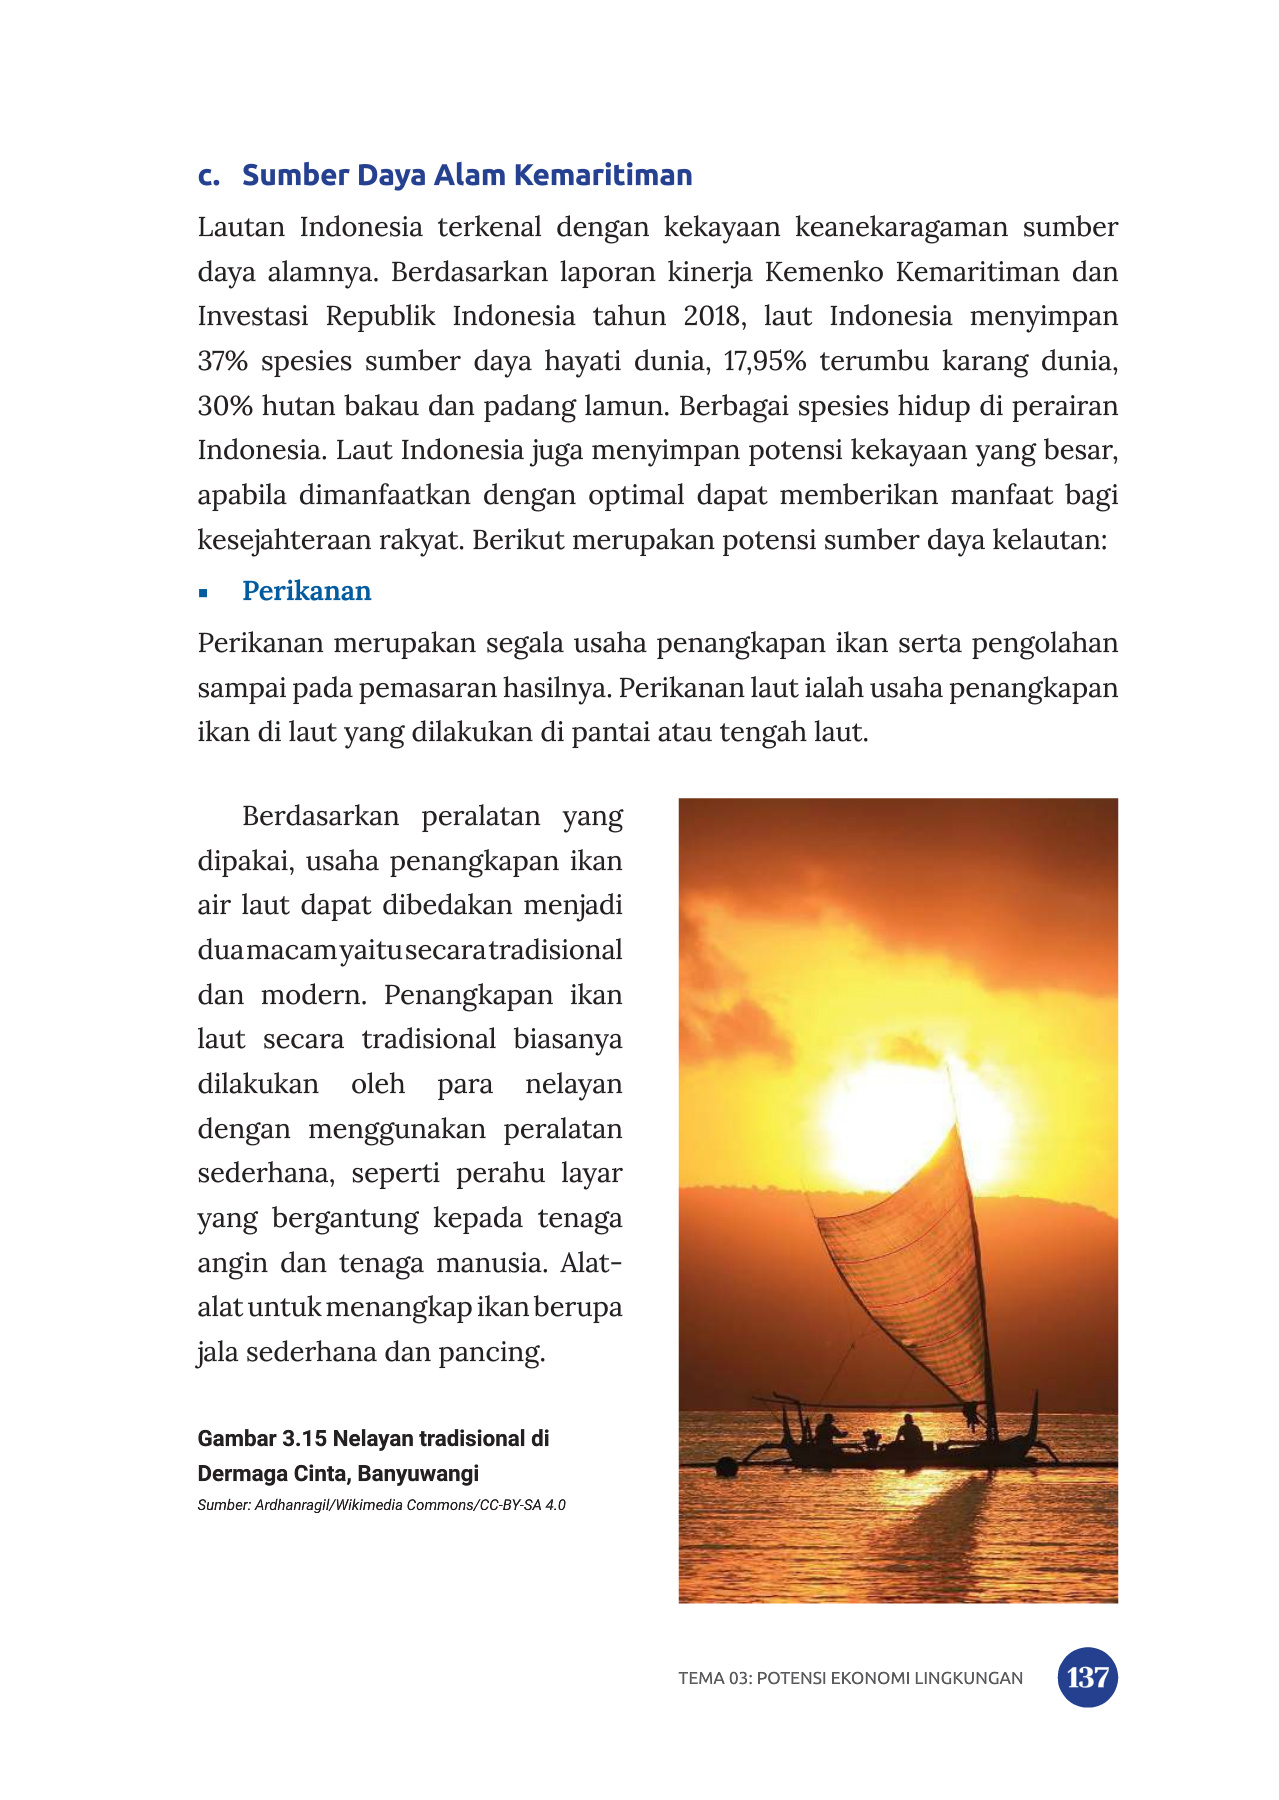 c. Sumber Daya Alam Kemaritiman
Lautan Indonesia terkenal dengan kekayaan keanekaragaman sumber
daya alamnya. Berdasarkan laporan kinerja Kemenko Kemaritiman dan
Investasi Republik Indonesia tahun 2018, laut Indonesia menyimpan
37% spesies sumber daya hayati dunia, 17,95% terumbu karang dunia,
30% hutan bakau dan padang lamun. Berbagai spesies hidup di perairan
Indonesia. Laut Indonesia juga menyimpan potensi kekayaan yang besar,
apabila dimanfaatkan dengan optimal dapat memberikan manfaat bagi
kesejahteraan rakyat. Berikut merupakan potensi sumber daya kelautan:
▪ Perikanan
Perikanan merupakan segala usaha penangkapan ikan serta pengolahan
sampai pada pemasaran hasilnya. Perikanan laut ialah usaha penangkapan
ikan di laut yang dilakukan di pantai atau tengah laut.
Berdasarkan peralatan yang
dipakai, usaha penangkapan ikan
air laut dapat dibedakan menjadi
dua macam yaitu secara tradisional
dan modern. Penangkapan ikan
laut secara tradisional biasanya
dilakukan oleh para nelayan
dengan menggunakan peralatan
sederhana, seperti perahu layar
yang bergantung kepada tenaga
angin dan tenaga manusia. Alat-
alat untuk menangkap ikan berupa
jala sederhana dan pancing.
Gambar 3.15 Nelayan tradisional di
Dermaga Cinta, Banyuwangi
Sumber: Ardhanragil/Wikimedia Commons/CC-BY-SA 4.0
TEMA 03: POTENSI EKONOMI LINGKUNGAN 137